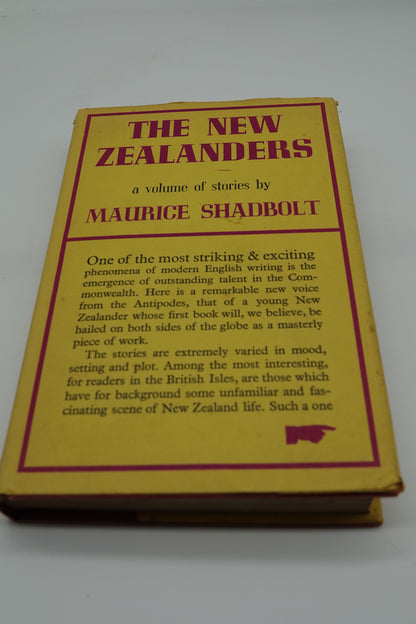 THE NEW
ZEALANDERS
a volume of stories by
MAURICE SHADBOLT
One of the most striking & exciting
phenomena of modern English writing is the
emergence of outstanding talent in the Com-
monwealth. Here is a remarkable new voice
from the Antipodes, that of a young New
Zealander whose first book will, we believe, be
hailed on both sides of the globe as a masterly
piece of work.
The stories are extremely varied in mood,
setting and plot. Among the most interesting,
for readers in the British Isles, are those which
have for background some unfamiliar and fas-
cinating scene of New Zealand life. Such a one